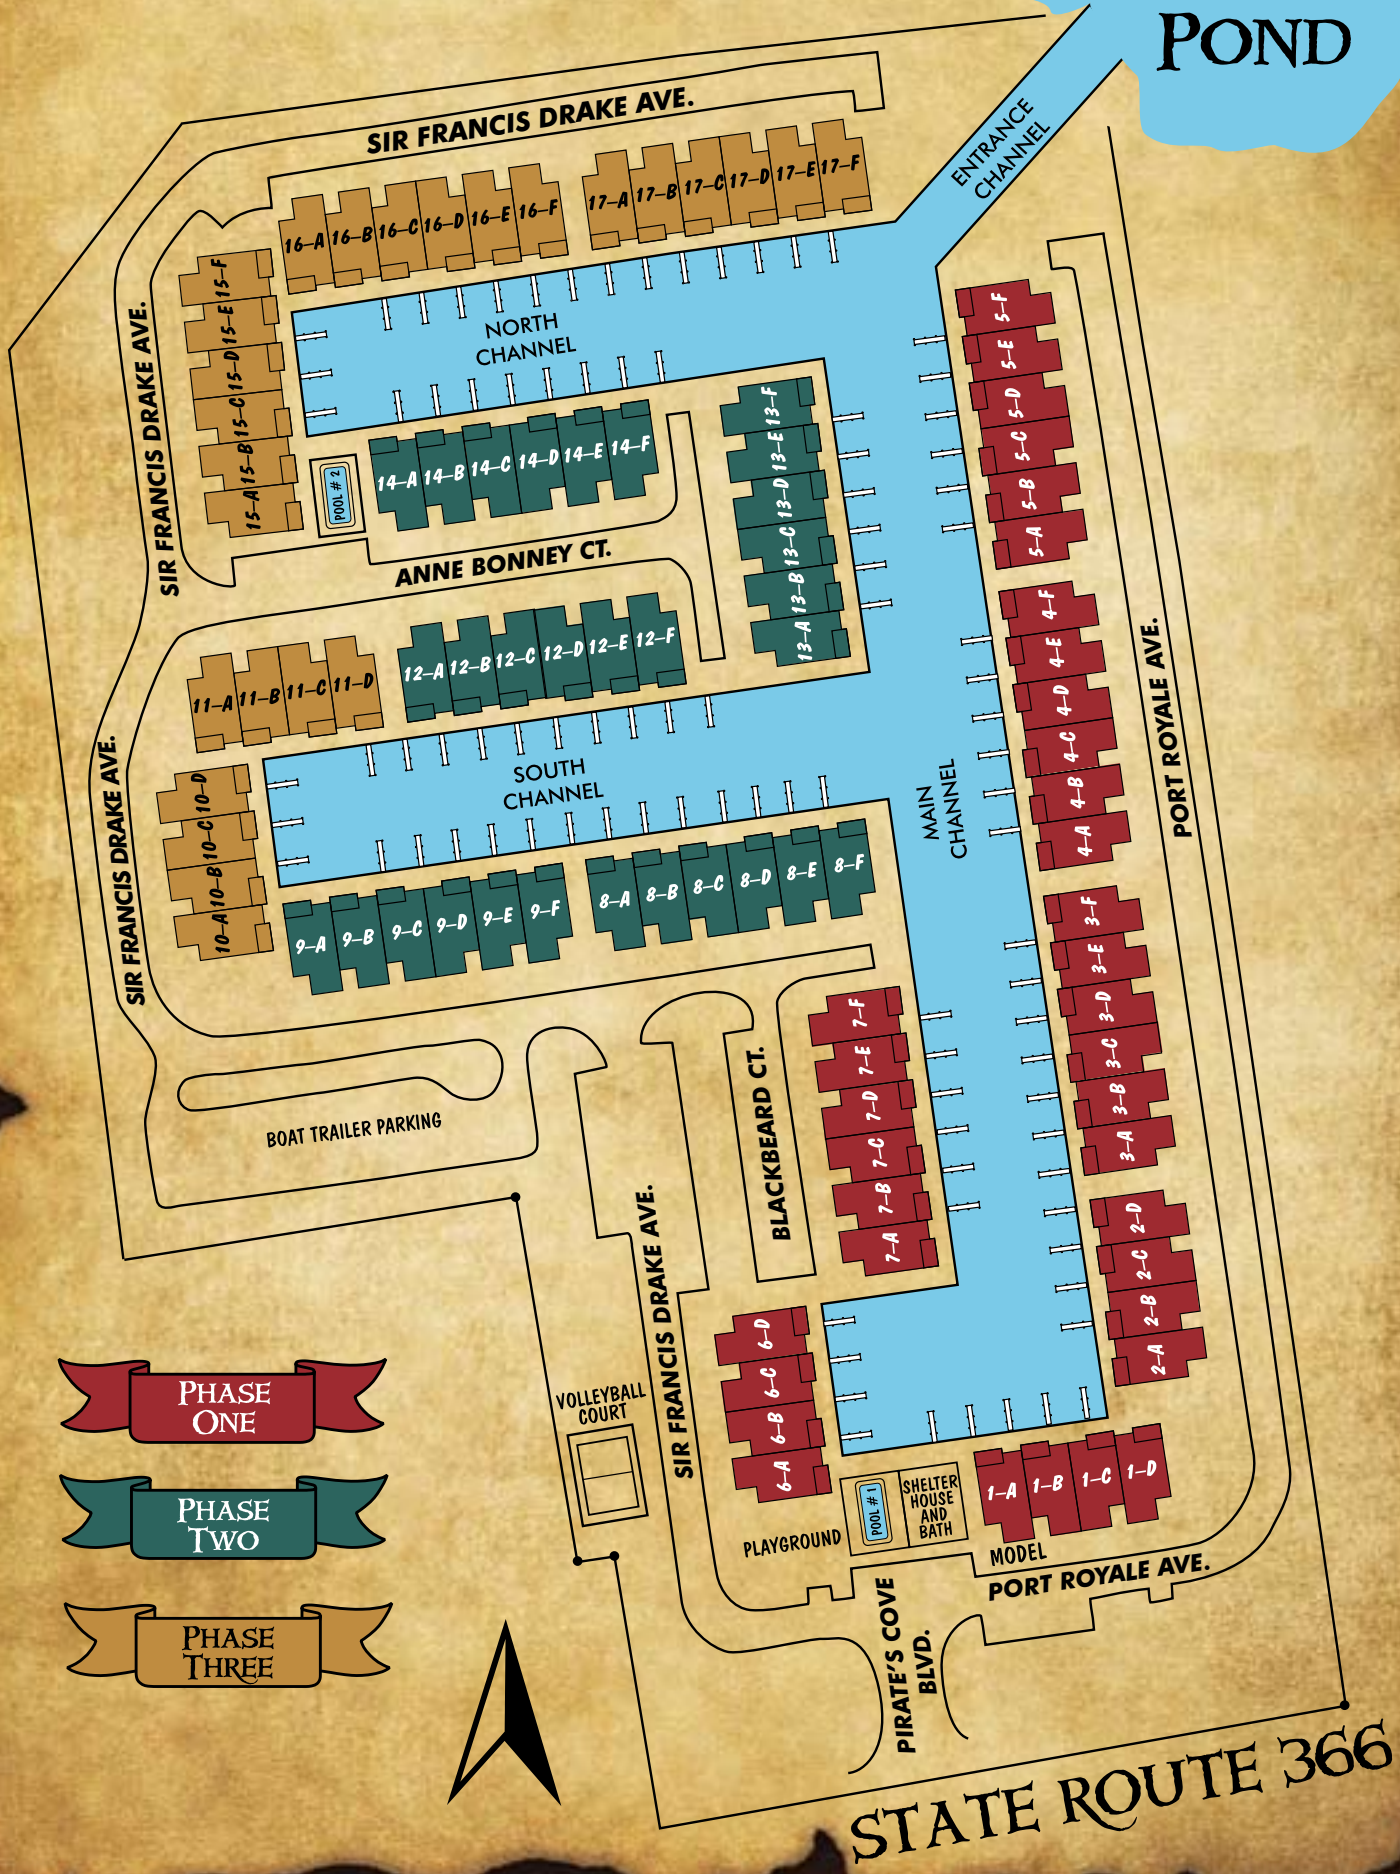 POND
SIR FRANCIS DRAKE AVE.
ENTRANCE
CHANNEL
16-A 16-B 16-C 16-D 16-E 16-F
17-A 17-B 17-C 17-D 17-E 17-F
15-F
15-E
15-D
15-C
15-B
15-A
SIR FRANCIS DRAKE AVE.
NORTH
CHANNEL
5-F
5-E
5-D
5-C
5-B
5-A
POOL # 2
14-A 14-B 14-C 14-D 14-E 14-F
13-F
13-E
13-D
13-C
13-B
13-A
ANNE BONNEY CT.
4-F
4-E
4-D
4-C
4-B
4-A
PORT ROYALE AVE.
11-A 11-B 11-C 11-D
12-A 12-B 12-C 12-D 12-E 12-F
SIR FRANCIS DRAKE AVE.
10-D
10-C
10-B
10-A
SOUTH
CHANNEL
MAIN
CHANNEL
9-A 9-B 9-C 9-D 9-E 9-F
8-A 8-B 8-C 8-D 8-E 8-F
3-F
3-E
3-D
3-C
3-B
3-A
7-F
7-E
7-D
7-C
7-B
7-A
BLACKBEARD CT.
BOAT TRAILER PARKING
2-D
2-C
2-B
2-A
SIR FRANCIS DRAKE AVE.
6-D
6-C
6-B
6-A
VOLLEYBALL
COURT
PHASE
ONE
PHASE
TWO
PHASE
THREE
1-A 1-B 1-C 1-D
POOL # 1
SHELTER
HOUSE
AND
BATH
PLAYGROUND
MODEL
PORT ROYALE AVE.
PIRATE'S COVE
BLVD.
STATE ROUTE 366